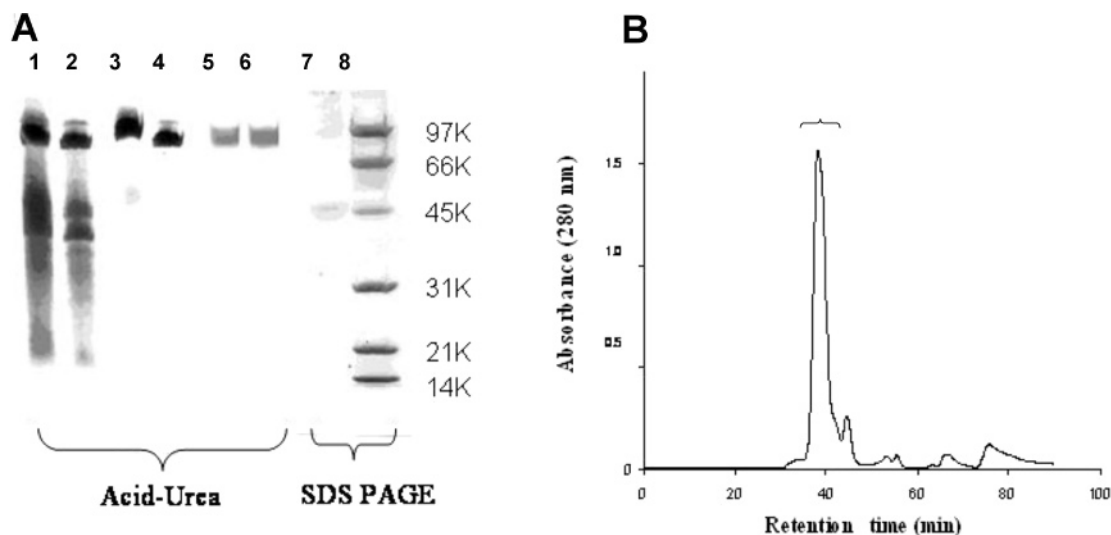 A
1 2 3 4 5 6 7 8
97K
66K
45K
31K
21K
14K
Acid-Urea SDS PAGE
B
Absorbance (280 nm)
1.5
1.0
0.5
0
0 20 40 60 80 100
Retention time (min)